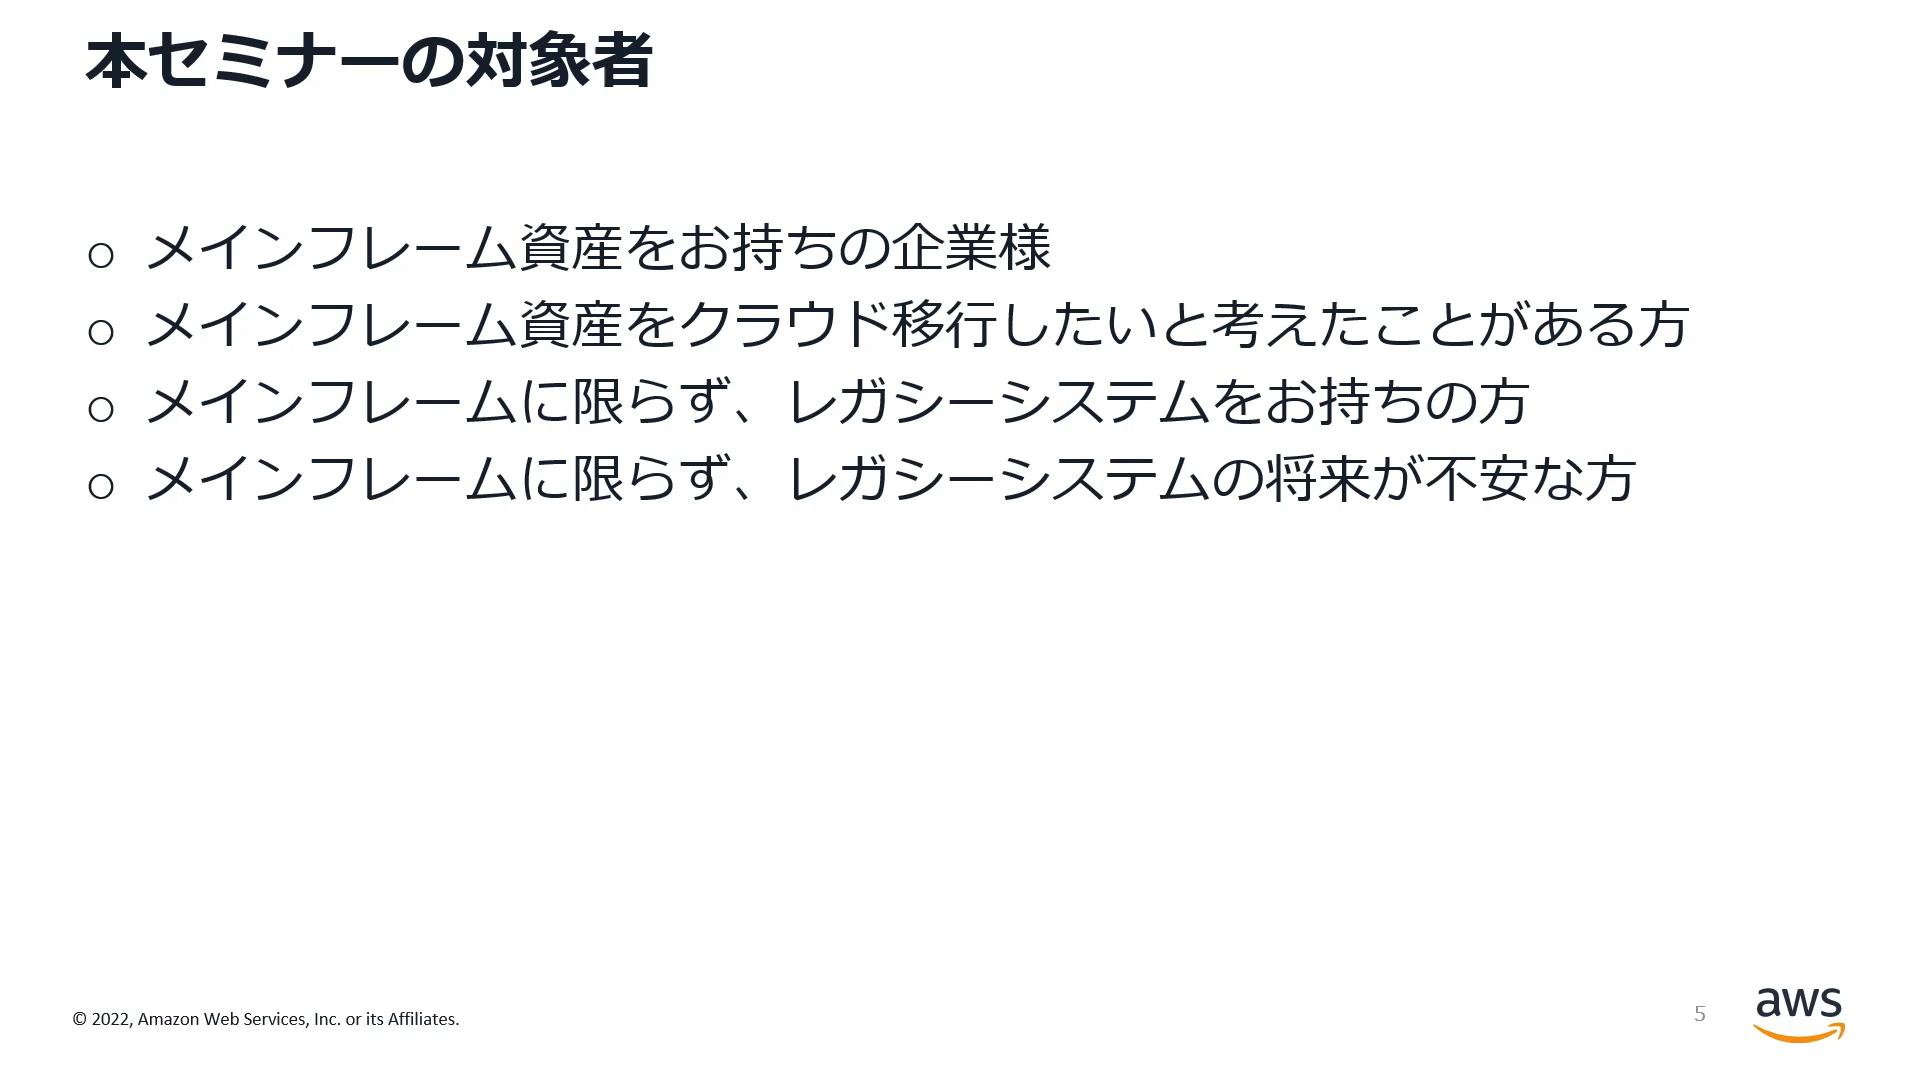 本セミナーの対象者
o メインフレーム資産をお持ちの企業様
o メインフレーム資産をクラウド移行したいと考えたことがある方
o メインフレームに限らず、レガシーシステムをお持ちの方
o メインフレームに限らず、レガシーシステムの将来が不安な方
© 2022, Amazon Web Services, Inc. or its Affiliates.
5
aws